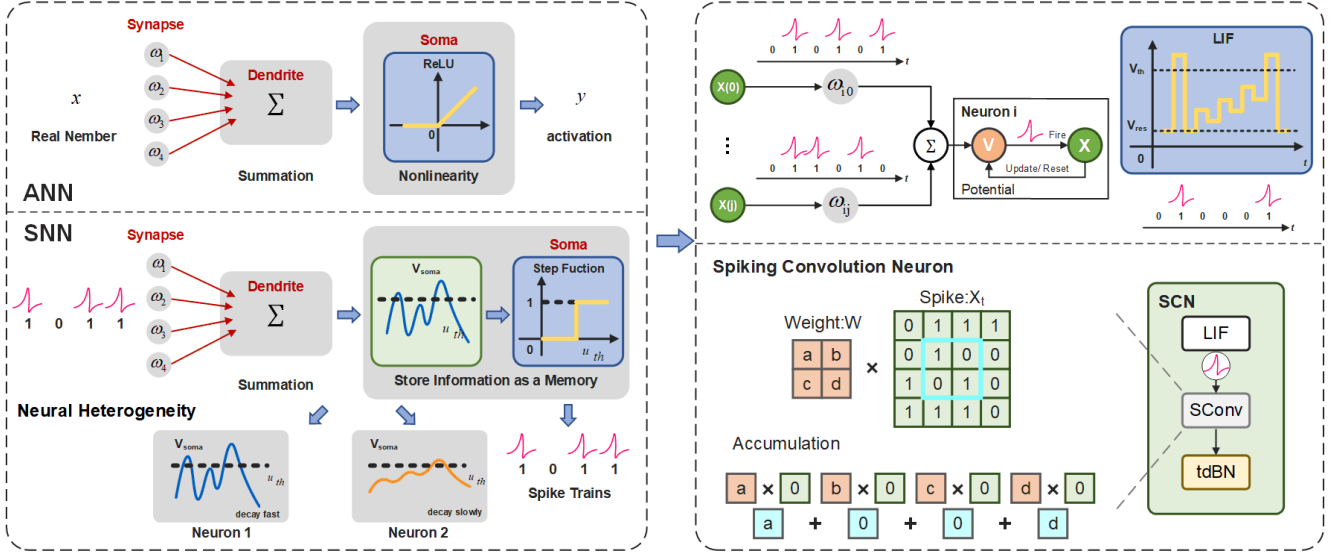 Synapse
ω1
ω2
ω3
ω4
x
Real Nember
Dendrite
Σ
Summation
Soma
ReLU
0
Nonlinearity
y
activation
ANN
SNN
Synapse
ω1
ω2
ω3
ω4
1 0 1 1
Dendrite
Σ
Summation
Soma
Vsoma
u th
Step Fuction
1
0
u th
Store Information as a Memory
Neural Heterogeneity
Vsoma
u th
decay fast
Neuron 1
Vsoma
u th
decay slowly
Neuron 2
1 0 1 1
Spike Trains
0 1 0 1 0 1
t
X(0)
ωi0
⋮
0 1 1 0 1 0
t
X(j)
ωij
Σ
Neuron i
V
Fire
X
Update/ Reset
Potential
LIF
Vth
Vres
0
t
0 1 0 0 0 1
t
Spiking Convolution Neuron
Weight:W
a b
c d
×
Spike:Xt
0 1 1 1
0 1 0 0
1 0 1 0
1 1 1 0
Accumulation
a × 0 b × 0 c × 0 d × 0
a + 0 + 0 + d
SCN
LIF
SConv
tdBN